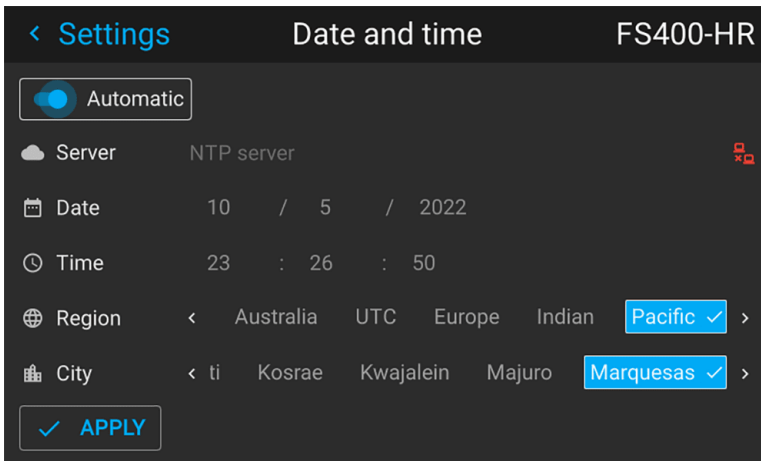 Settings Date and time FS400-HR
Automatic
Server NTP server
Date 10 / 5 / 2022
Time 23 : 26 : 50
Region Australia UTC Europe Indian Pacific
City ti Kosrae Kwajalein Majuro Marquesas
APPLY